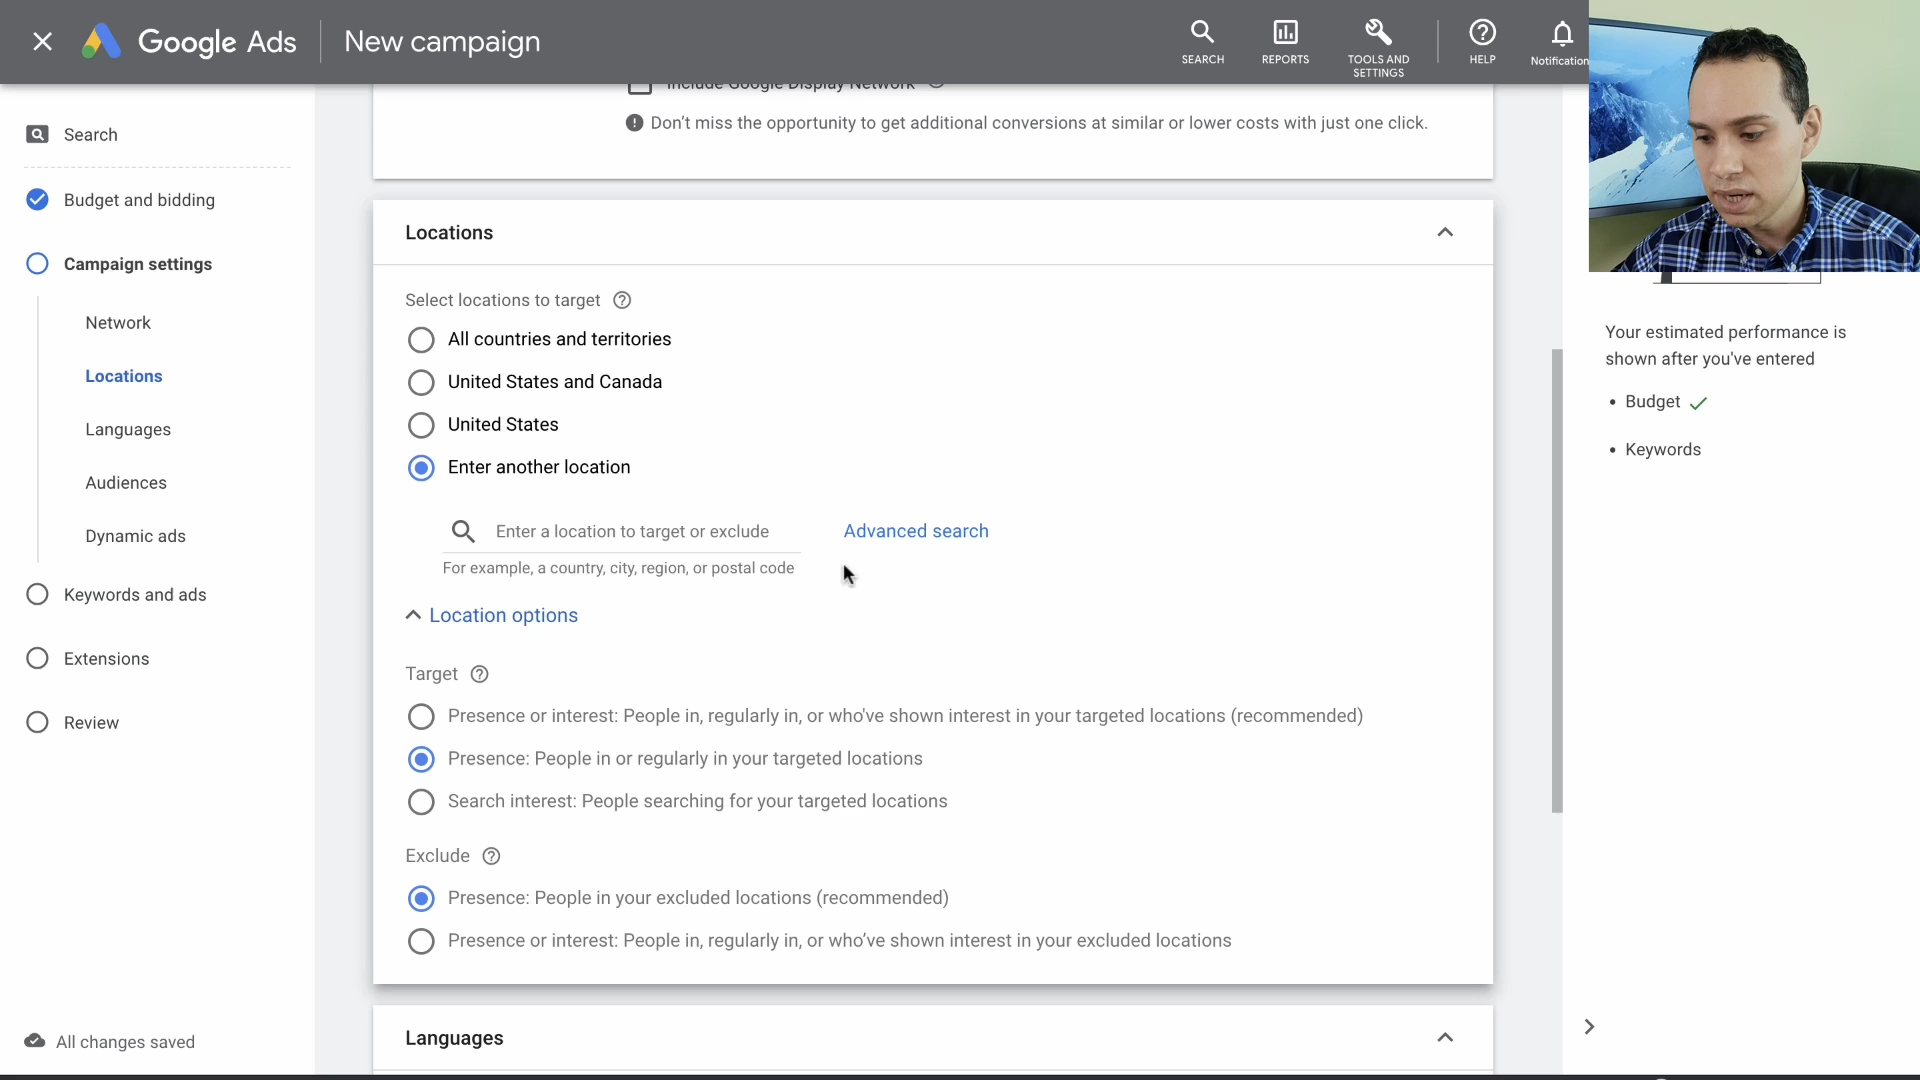 Google Ads
New campaign
SEARCH
REPORTS
TOOLS AND
SETTINGS
HELP
Notification
Search
Budget and bidding
Campaign settings
Network
Locations
Languages
Audiences
Dynamic ads
Keywords and ads
Extensions
Review
All changes saved
Include Google Display Network
Don't miss the opportunity to get additional conversions at similar or lower costs with just one click.
Locations
Select locations to target
All countries and territories
United States and Canada
United States
Enter another location
Enter a location to target or exclude
Advanced search
For example, a country, city, region, or postal code
Location options
Target
Presence or interest: People in, regularly in, or who've shown interest in your targeted locations (recommended)
Presence: People in or regularly in your targeted locations
Search interest: People searching for your targeted locations
Exclude
Presence: People in your excluded locations (recommended)
Presence or interest: People in, regularly in, or who've shown interest in your excluded locations
Languages
Your estimated performance is
shown after you've entered
• Budget
• Keywords